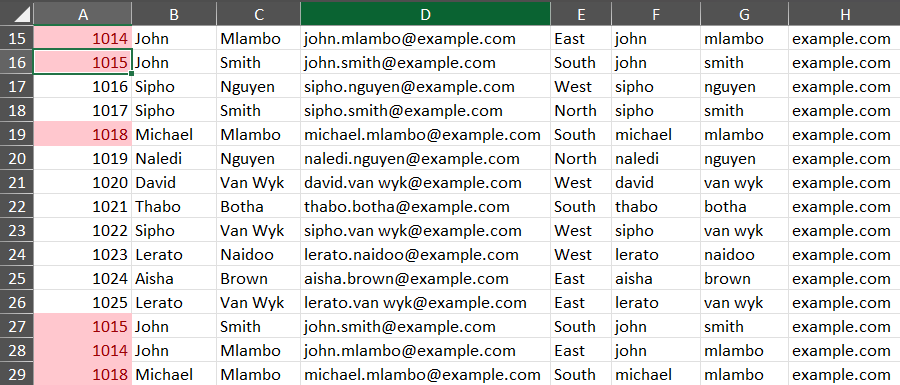 A B C D E F G H
15 1014 John Mlambo john.mlambo@example.com East john mlambo example.com
16 1015 John Smith john.smith@example.com South john smith example.com
17 1016 Sipho Nguyen sipho.nguyen@example.com West sipho nguyen example.com
18 1017 Sipho Smith sipho.smith@example.com North sipho smith example.com
19 1018 Michael Mlambo michael.mlambo@example.com South michael mlambo example.com
20 1019 Naledi Nguyen naledi.nguyen@example.com North naledi nguyen example.com
21 1020 David Van Wyk david.van wyk@example.com West david van wyk example.com
22 1021 Thabo Botha thabo.botha@example.com South thabo botha example.com
23 1022 Sipho Van Wyk sipho.van wyk@example.com West sipho van wyk example.com
24 1023 Lerato Naidoo lerato.naidoo@example.com West lerato naidoo example.com
25 1024 Aisha Brown aisha.brown@example.com East aisha brown example.com
26 1025 Lerato Van Wyk lerato.van wyk@example.com East lerato van wyk example.com
27 1015 John Smith john.smith@example.com South john smith example.com
28 1014 John Mlambo john.mlambo@example.com East john mlambo example.com
29 1018 Michael Mlambo michael.mlambo@example.com South michael mlambo example.com